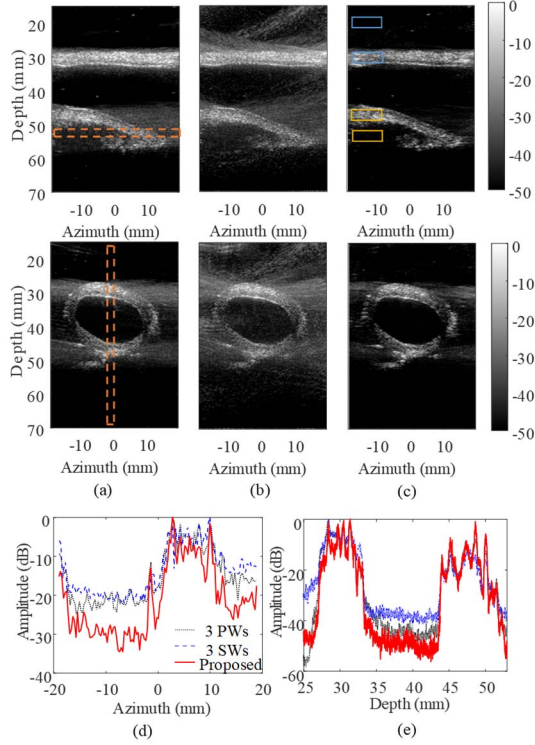 0
20
30
40
50
60
70
Depth (mm)
-10 0 10
Azimuth (mm)
-10 0 10
Azimuth (mm)
-10 0 10
Azimuth (mm)
-10
-20
-30
-40
-50
20
30
40
50
60
70
Depth (mm)
-10 0 10
Azimuth (mm)
-10 0 10
Azimuth (mm)
-10 0 10
Azimuth (mm)
0
-10
-20
-30
-40
-50
(a) (b) (c)
0
-10
-20
-30
-40
Amplitude (dB)
3 PWs
3 SWs
Proposed
-20 -10 0 10 20
Azimuth (mm)
(d)
0
-20
-40
-60
Amplitude (dB)
25 30 35 40 45 50
Depth (mm)
(e)